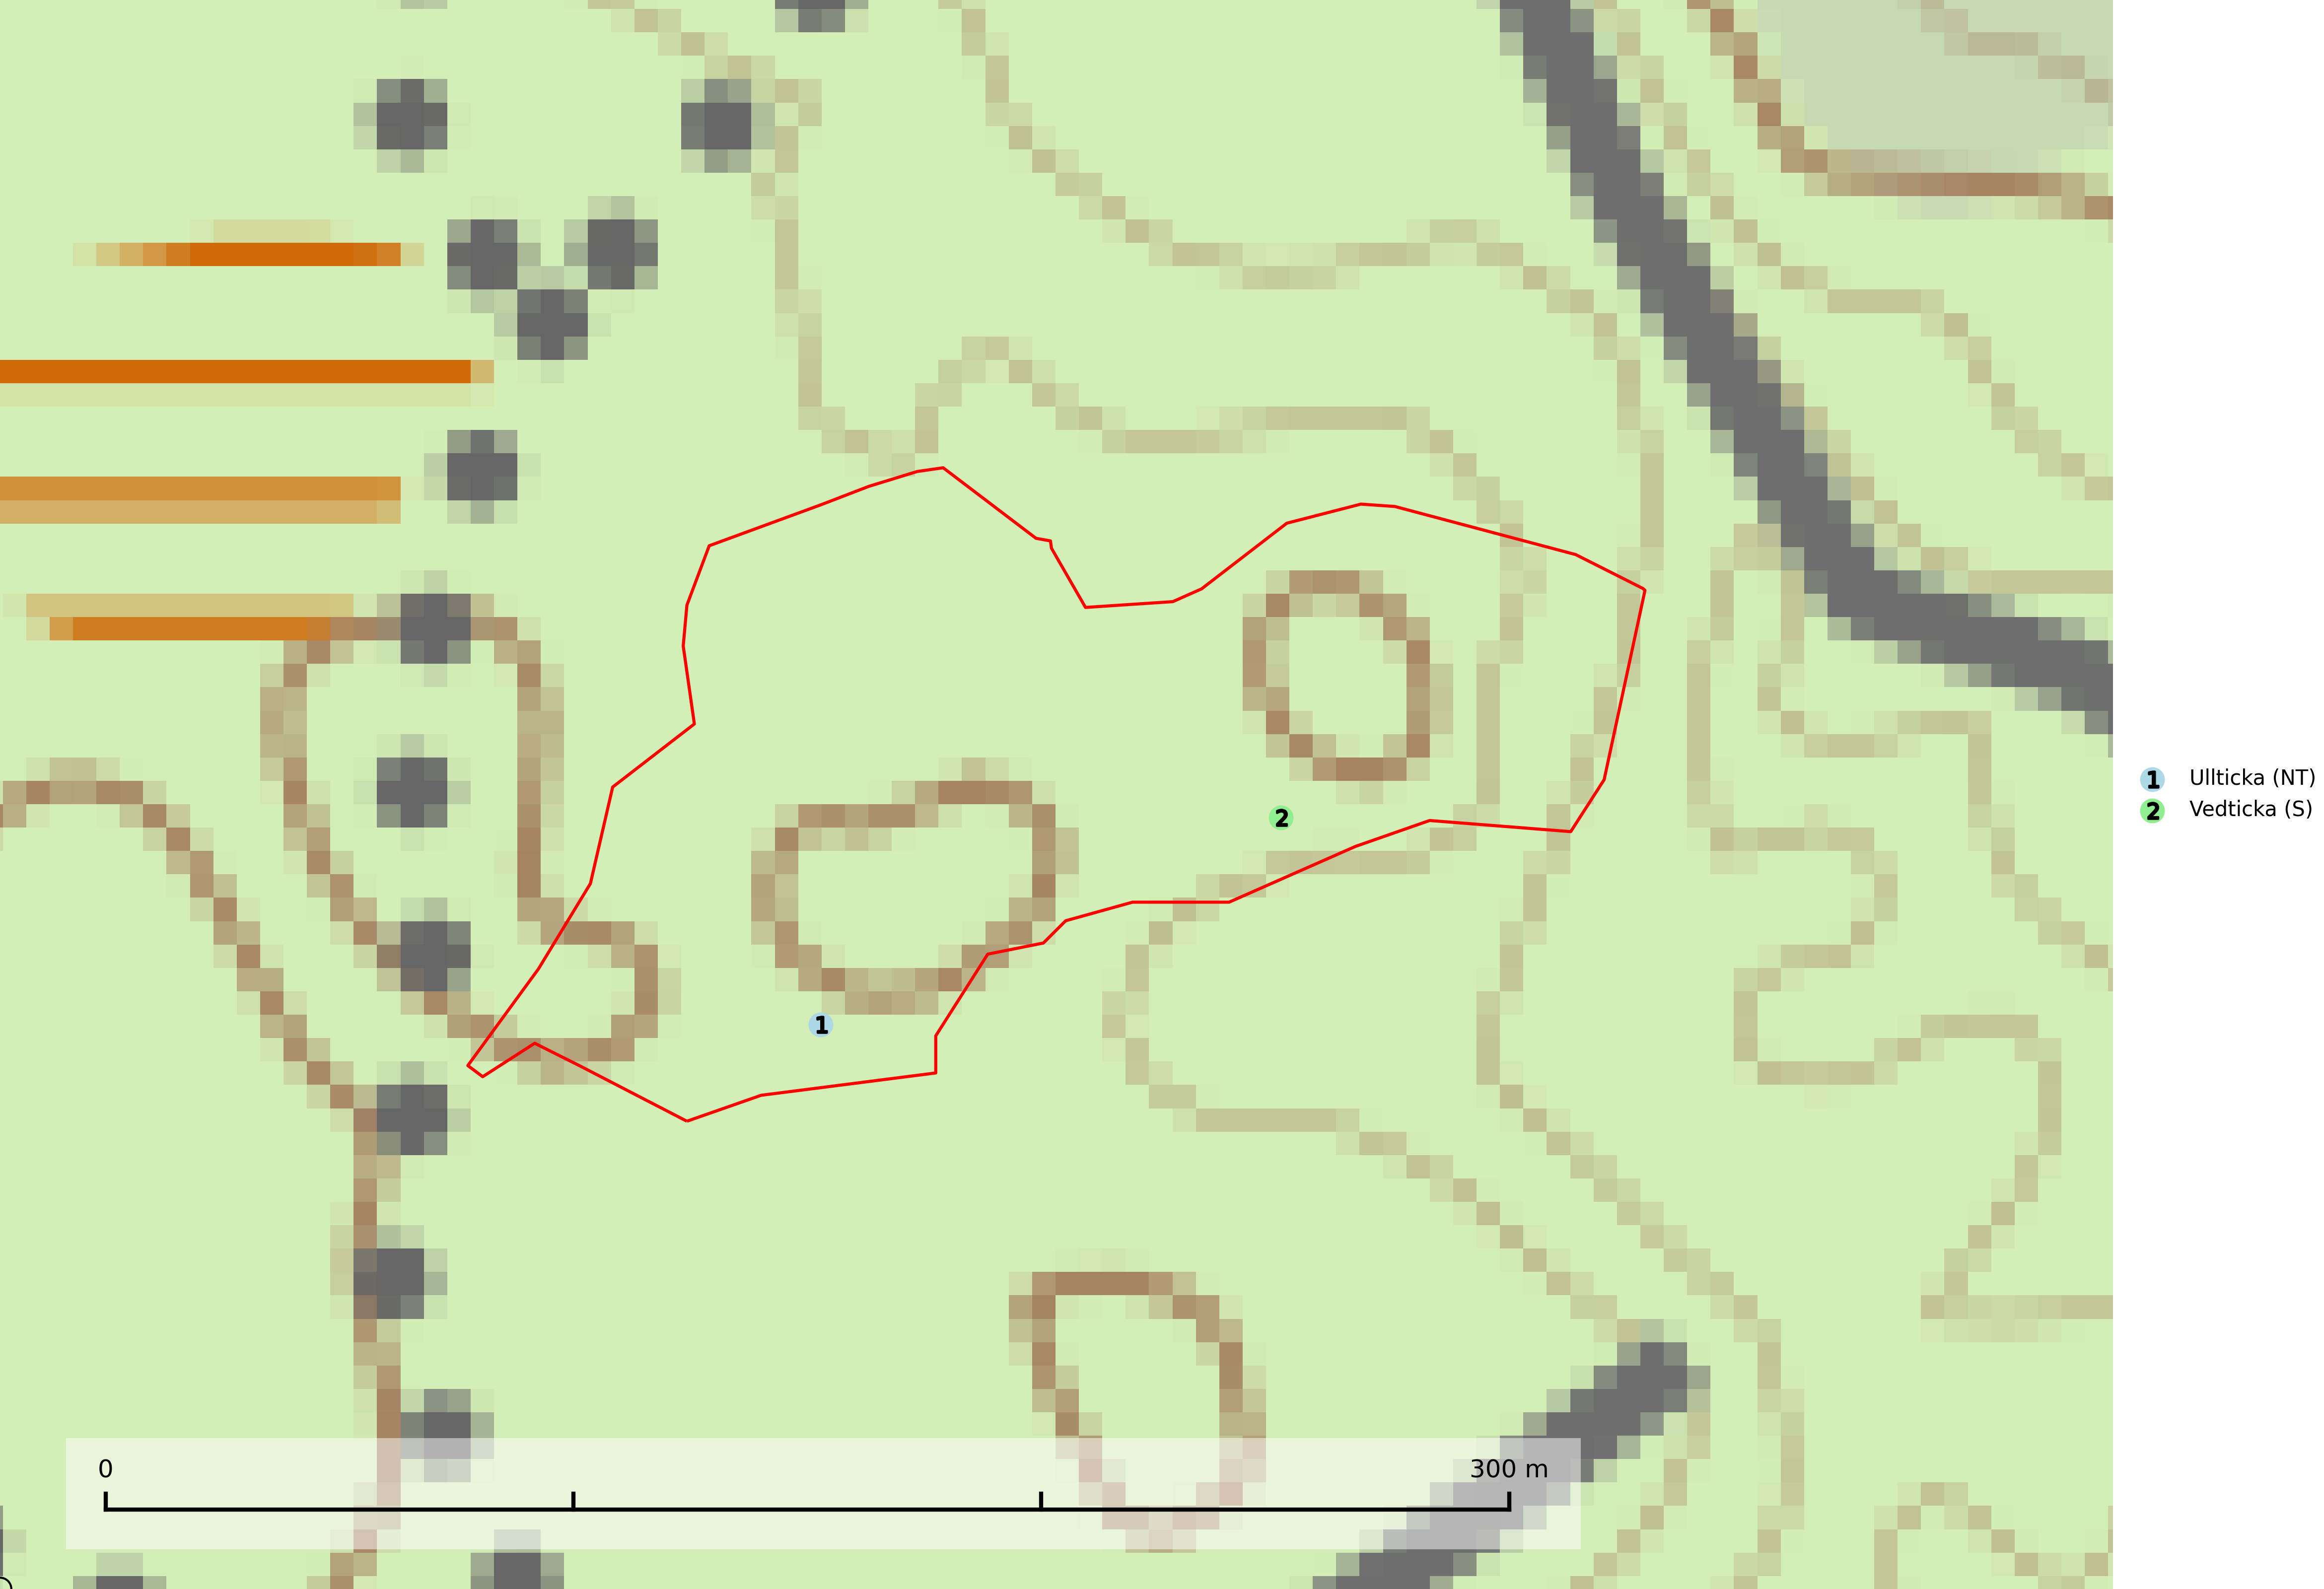 2
1
1 Ullticka (NT)
2 Vedticka (S)
0 300 m